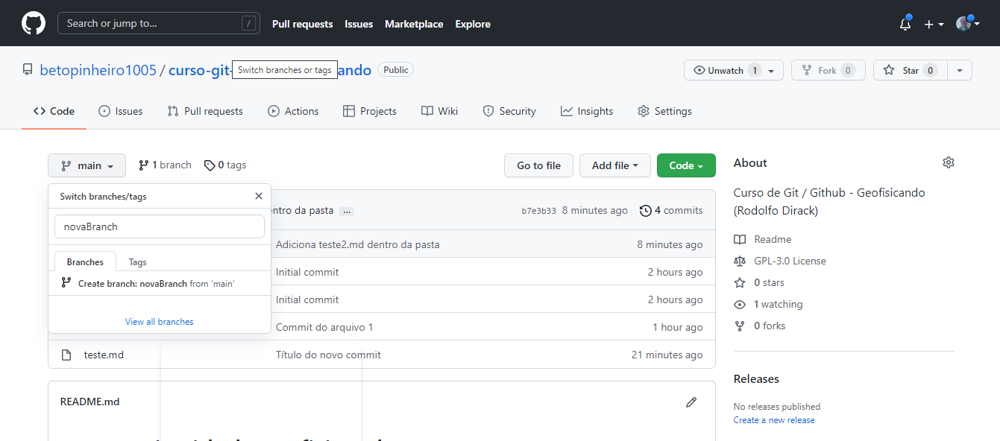 Search or jump to... /
Pull requests Issues Marketplace Explore
betopinheiro1005 / curso-git- ando Public
Switch branches or tags
Unwatch 1 Fork 0 Star 0
Code Issues Pull requests Actions Projects Wiki Security Insights Settings
main 1 branch 0 tags Go to file Add file Code
Switch branches/tags
novaBranch
Branches Tags
Create branch: novaBranch from ‘main’
View all branches
ntro da pasta ... b7e3b33 8 minutes ago 4 commits
Adiciona teste2.md dentro da pasta 8 minutes ago
Initial commit 2 hours ago
Initial commit 2 hours ago
Commit do arquivo 1 1 hour ago
teste.md Título do novo commit 21 minutes ago
README.md
About
Curso de Git / Github - Geofisicando
(Rodolfo Dirack)
Readme
GPL-3.0 License
0 stars
1 watching
0 forks
Releases
No releases published
Create a new release